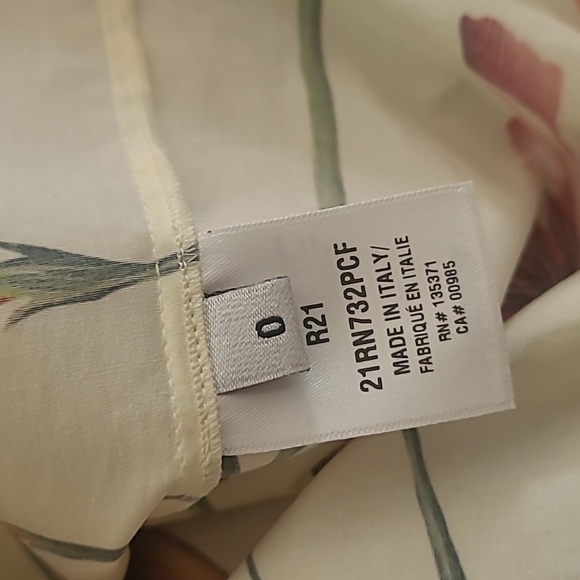 0
R21
21RN732PCF
MADE IN ITALY/
FABRIQUÉ EN ITALIE
RN# 135371
CA# 00985